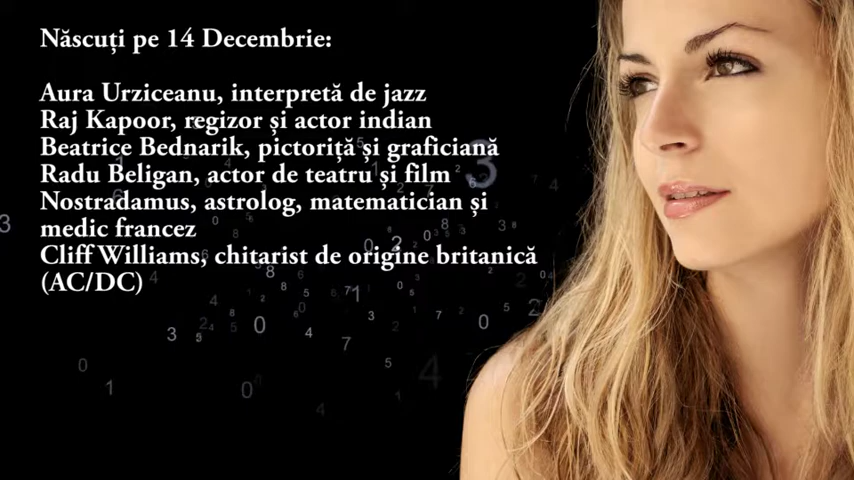 Născuți pe 14 Decembrie:
Aura Urziceanu, interpretă de jazz
Raj Kapoor, regizor și actor indian
Beatrice Bednarik, pictoriță și graficiană
Radu Beligan, actor de teatru și film
Nostradamus, astrolog, matematician și
medic francez
Cliff Williams, chitarist de origine britanică
(AC/DC)